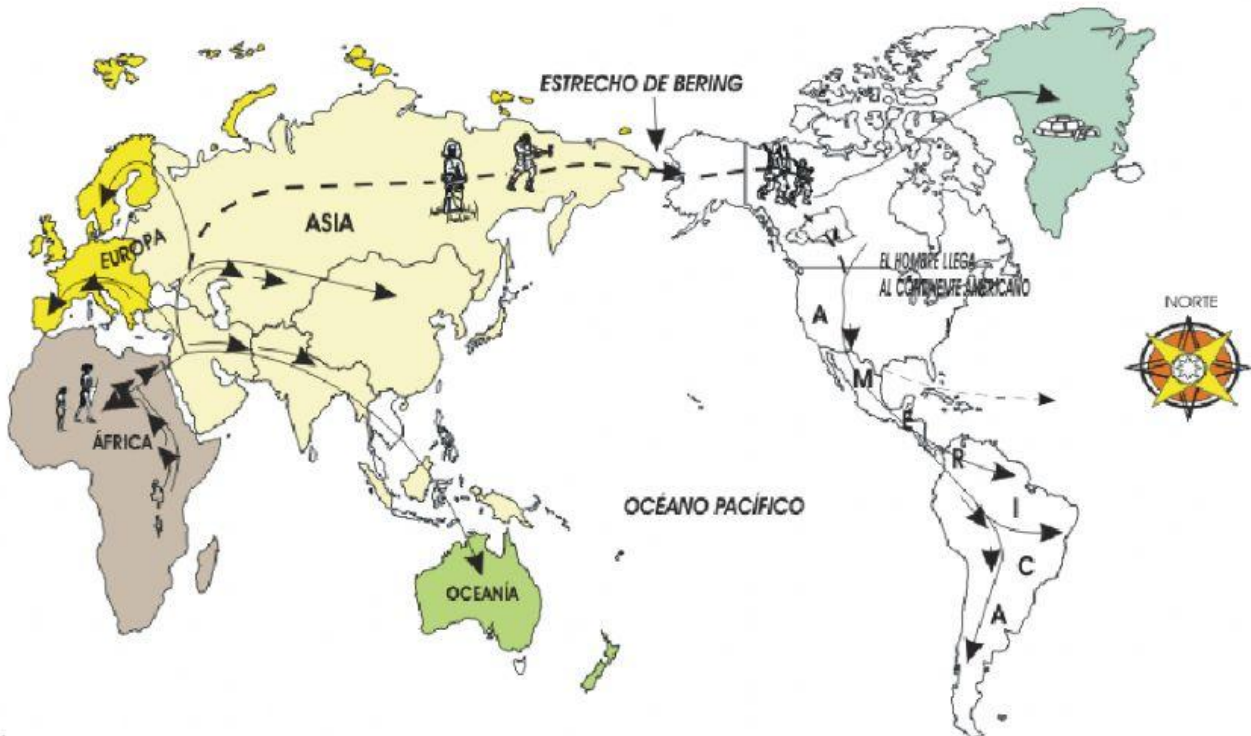 ESTRECHO DE BERING
ASIA
EUROPA
EL HOMBRE LLEGA
AL CONTINENTE AMERICANO
NORTE
ÁFRICA
OCÉANO PACÍFICO
OCEANÍA
A
M
E
R
I
C
A